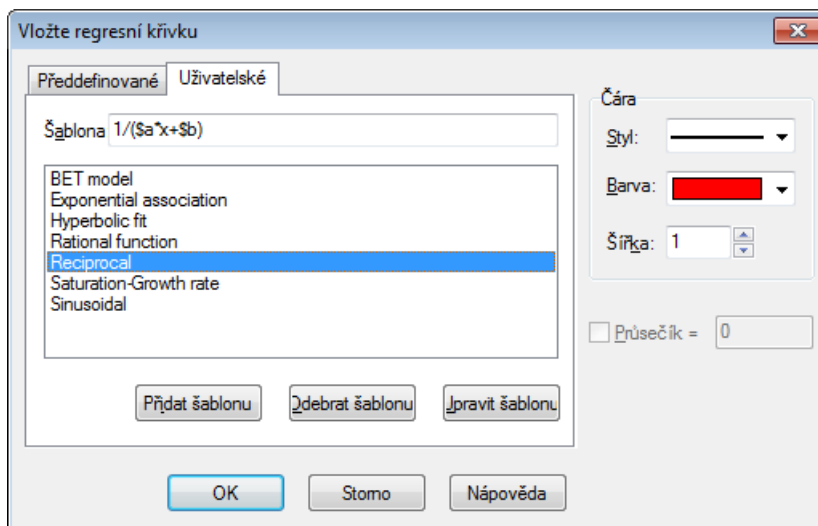 Vložte regresní křivku
Předdefinované
Uživatelské
Šablona 1/($a*x+$b)
BET model
Exponential association
Hyperbolic fit
Rational function
Reciprocal
Saturation-Growth rate
Sinusoidal
Přidat šablonu
Odebrat šablonu
Upravit šablonu
Čára
Styl:
Barva:
Šířka: 1
Průsečík = 0
OK
Storno
Nápověda